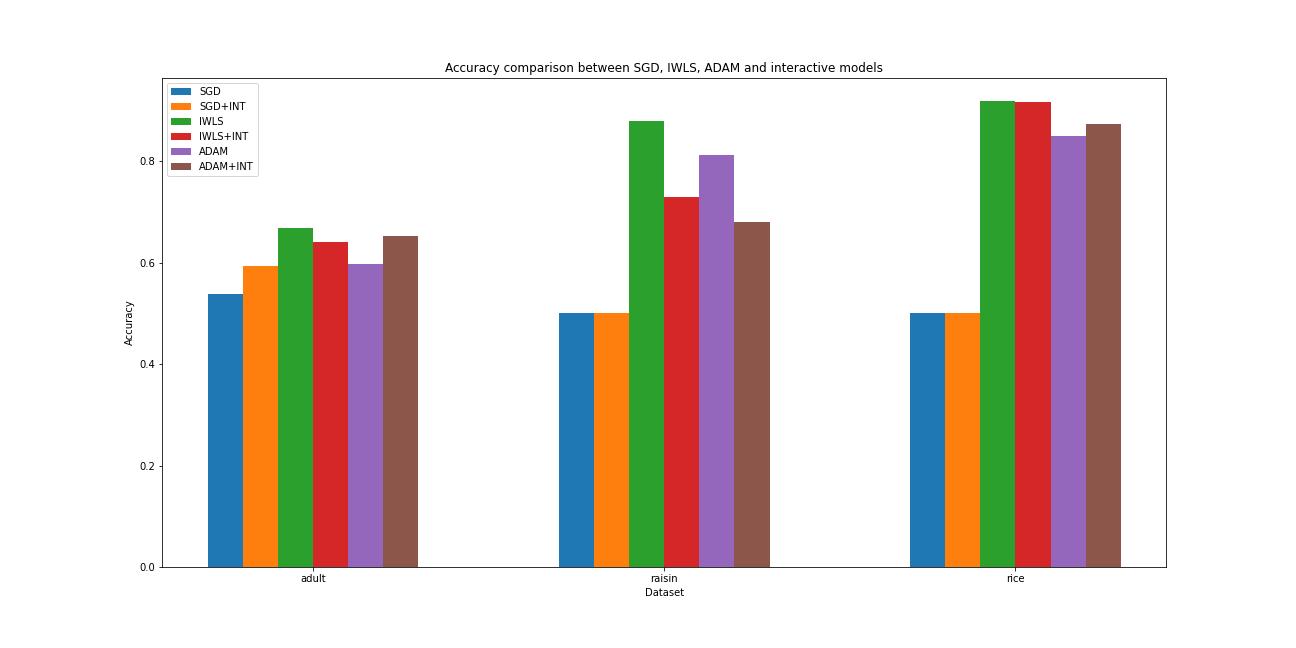 Accuracy comparison between SGD, IWLS, ADAM and interactive models
SGD
SGD+INT
IWLS
IWLS+INT
ADAM
ADAM+INT
0.8
0.6
0.4
0.2
0.0
Accuracy
adult
raisin
rice
Dataset